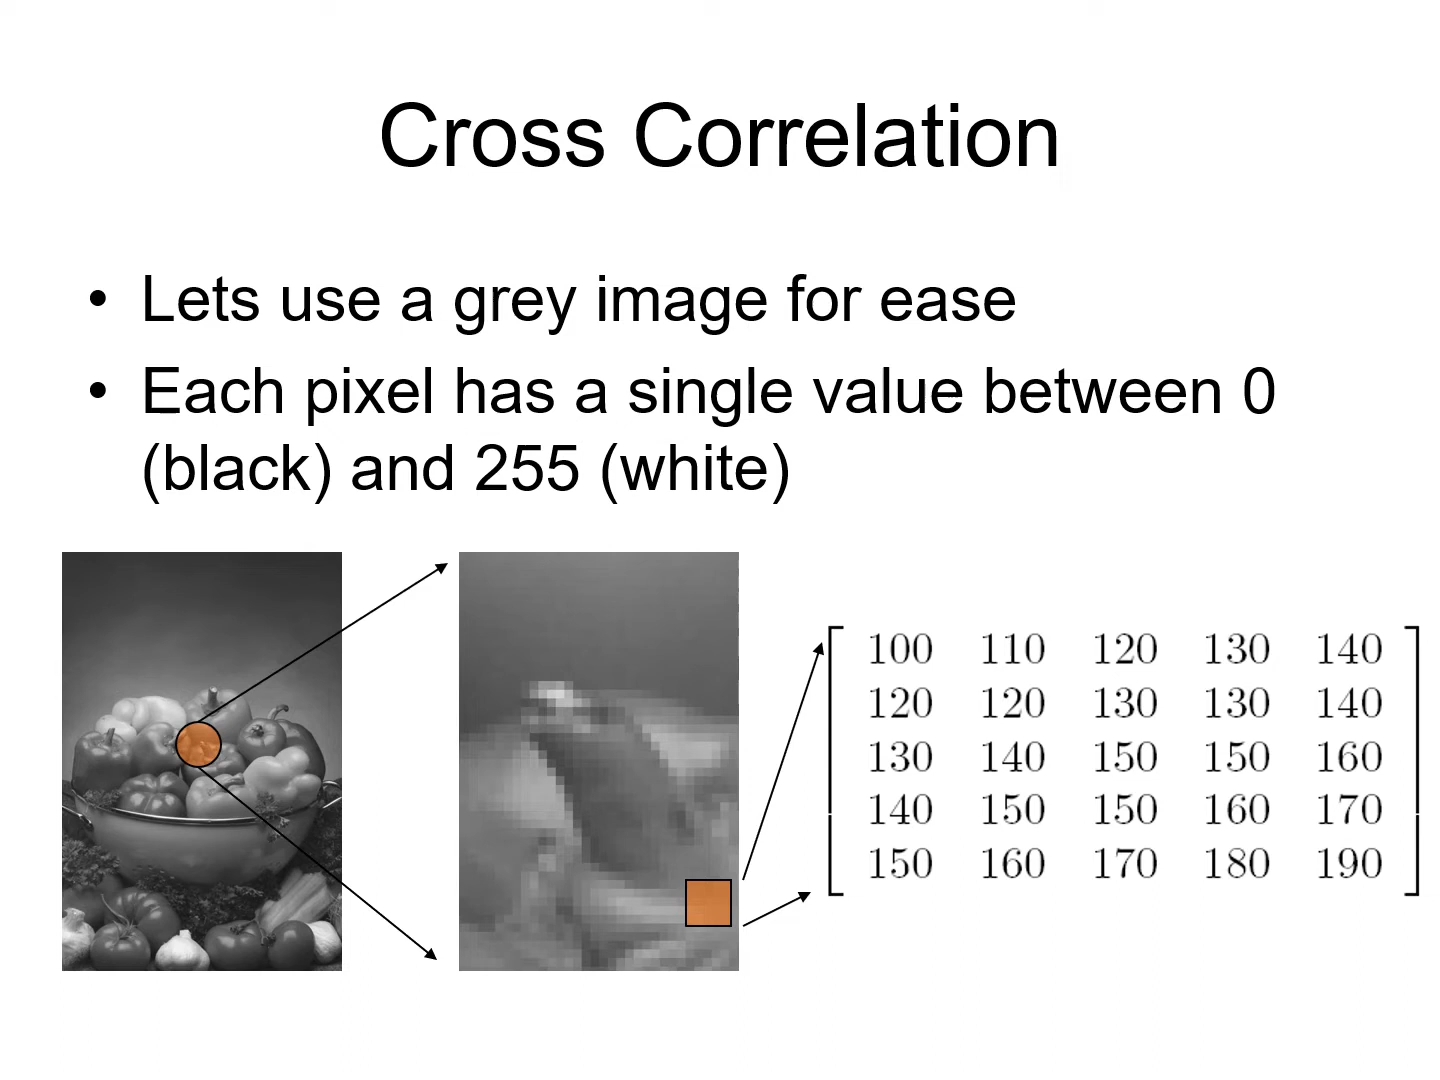 Cross Correlation
• Lets use a grey image for ease
• Each pixel has a single value between 0
(black) and 255 (white)
100 110 120 130 140
120 120 130 130 140
130 140 150 150 160
140 150 150 160 170
150 160 170 180 190